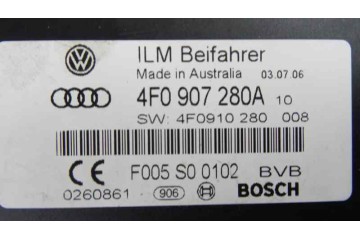 ILM Beifahrer
Made in Australia 03.07.06
4F0 907 280A 10
SW: 4F0910 280 008
CE F005 S0 0102 BVB
0260861 906 BOSCH